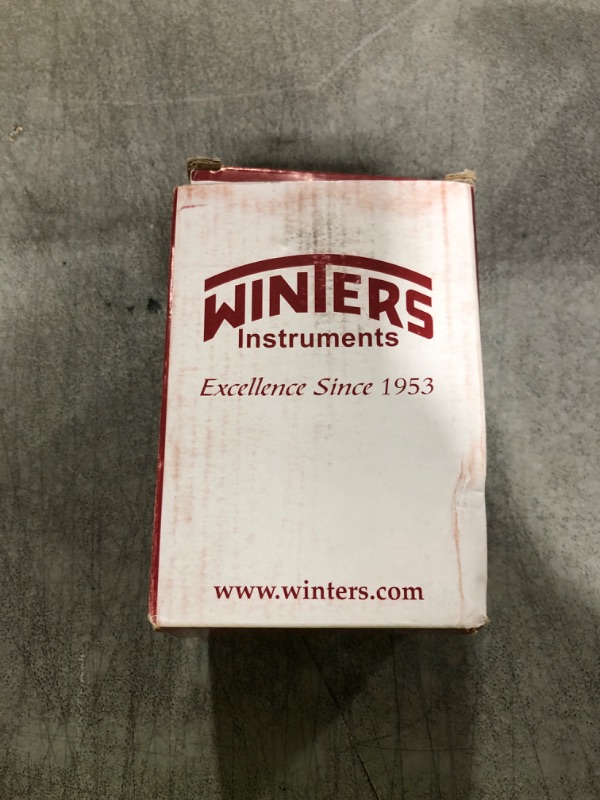 WINTERS
Instruments
Excellence Since 1953
www.winters.com